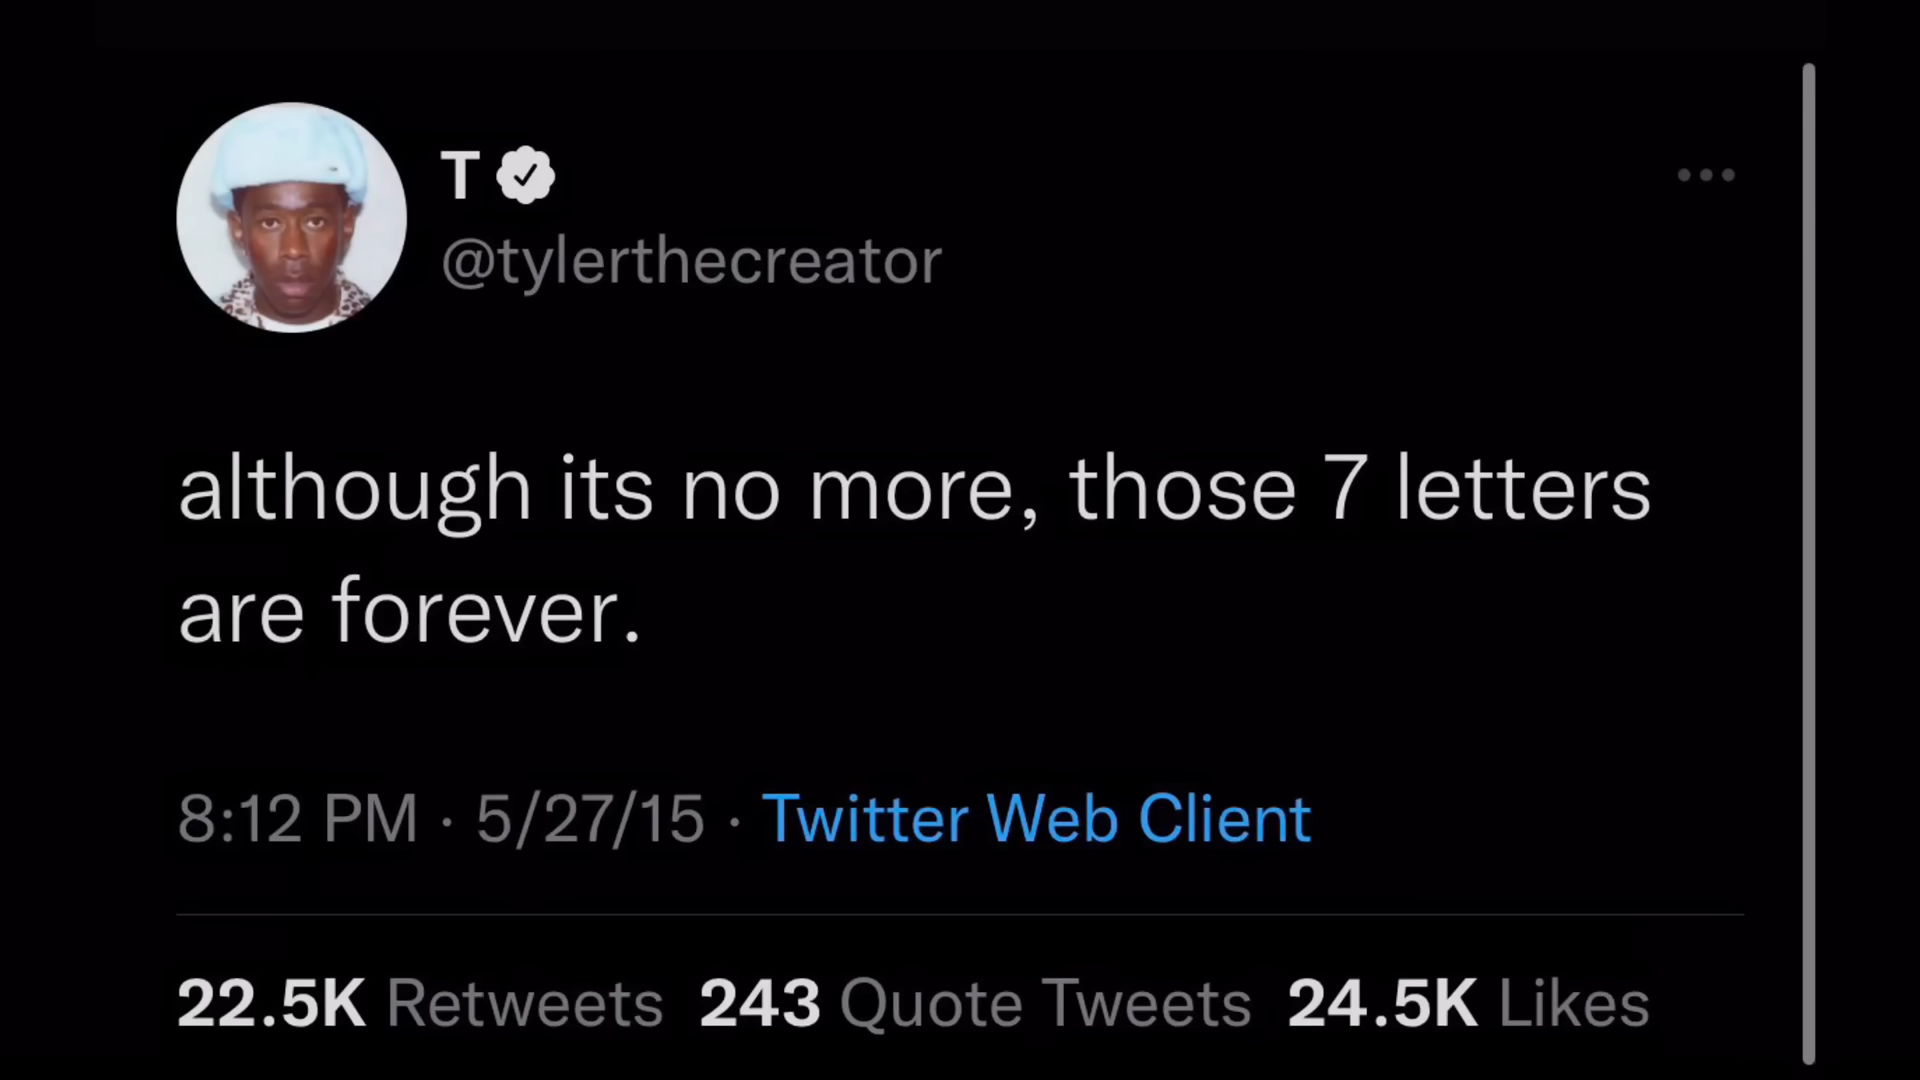 T
@tylerthecreator
although its no more, those 7 letters
are forever.
8:12 PM · 5/27/15 · Twitter Web Client
22.5K Retweets 243 Quote Tweets 24.5K Likes